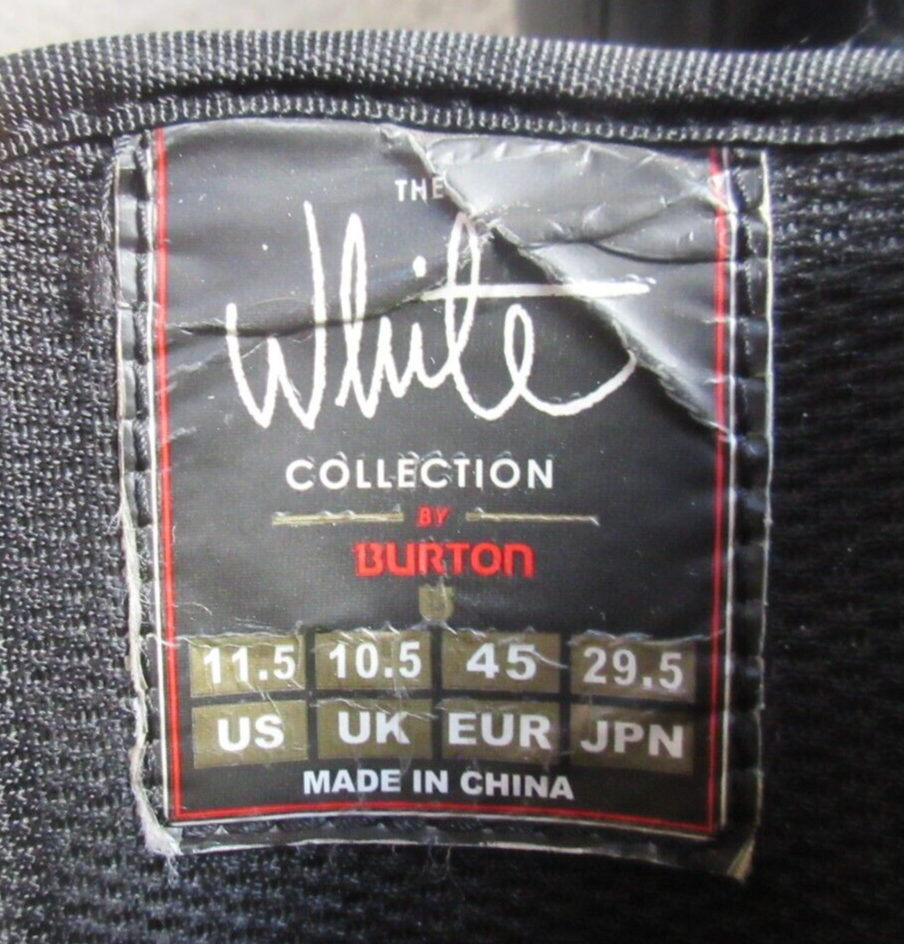 THE
White
COLLECTION
BY
BURTON
11.5 10.5 45 29.5
US UK EUR JPN
MADE IN CHINA